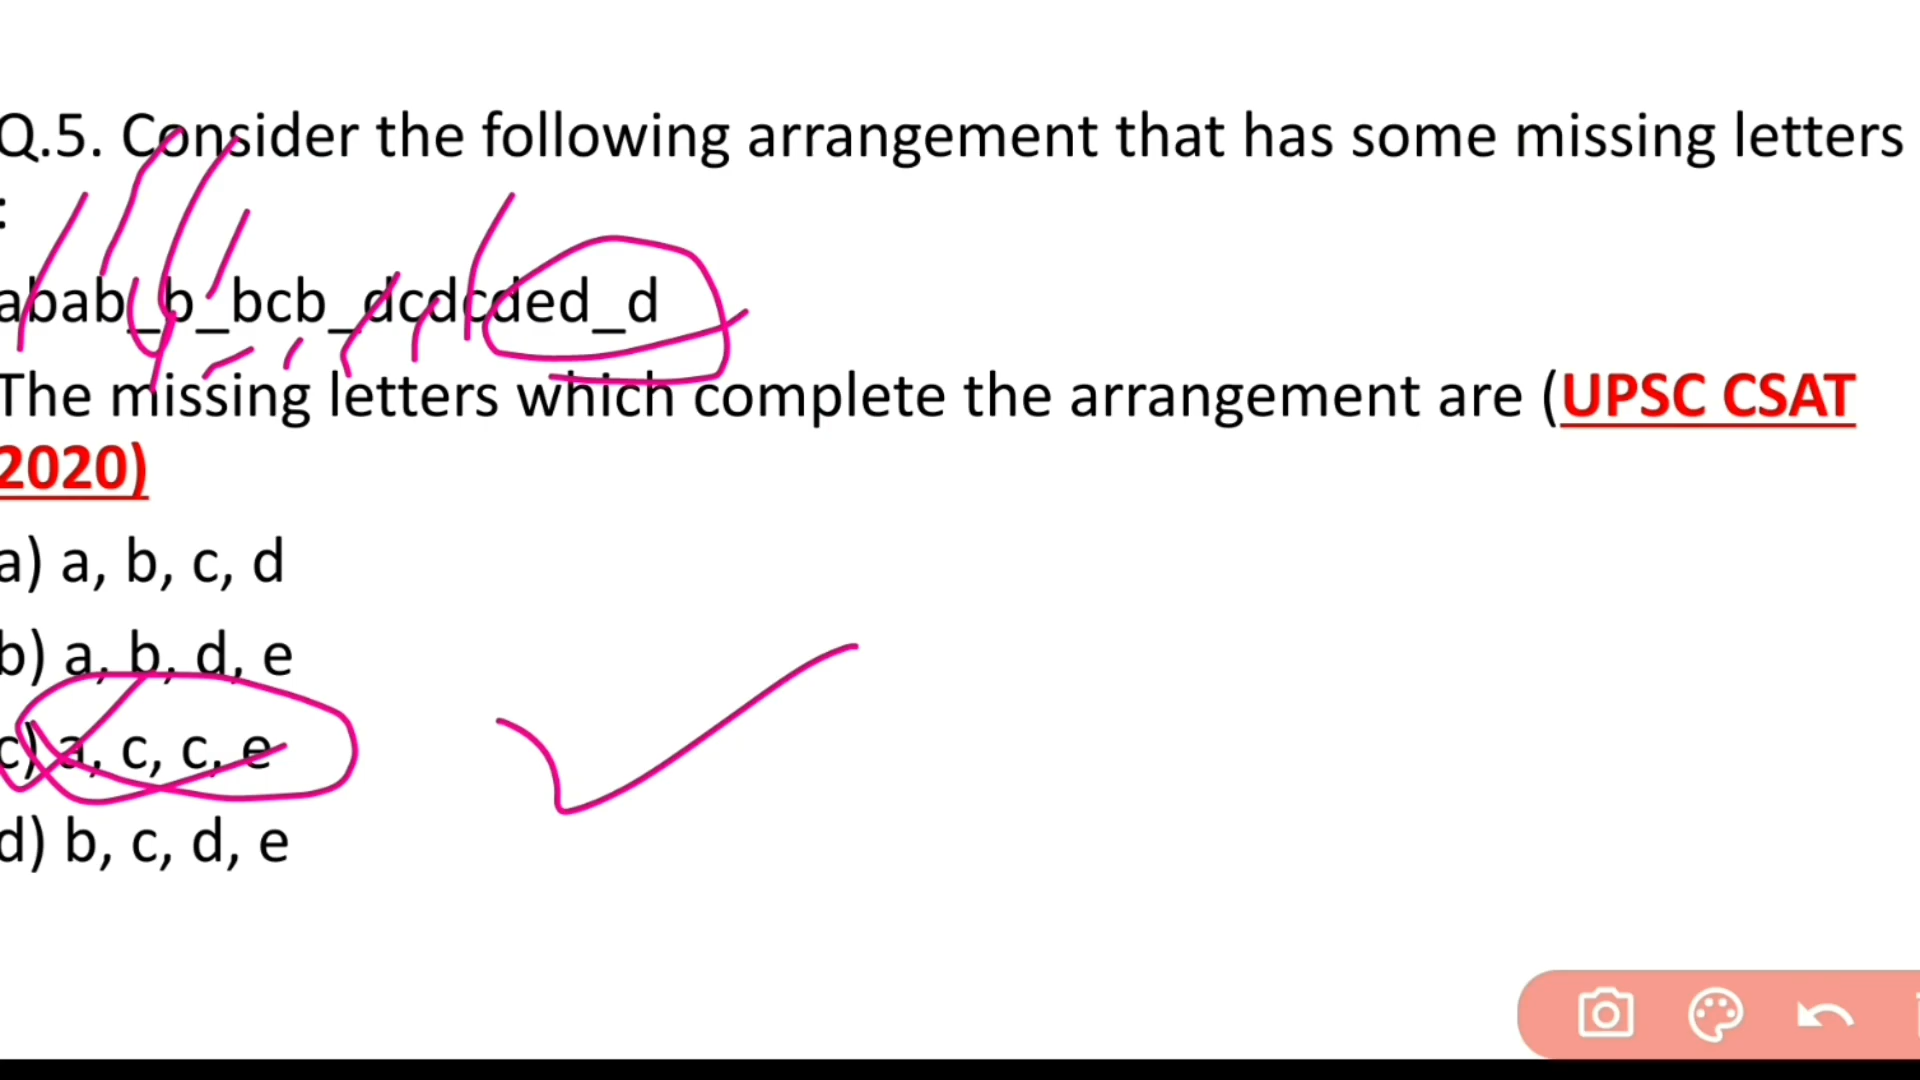 Q.5. Consider the following arrangement that has some missing letters
:
abab_b_bcb_dcdcded_d
The missing letters which complete the arrangement are (UPSC CSAT
2020)
a) a, b, c, d
b) a, b, d, e
c) a, c, c, e
d) b, c, d, e